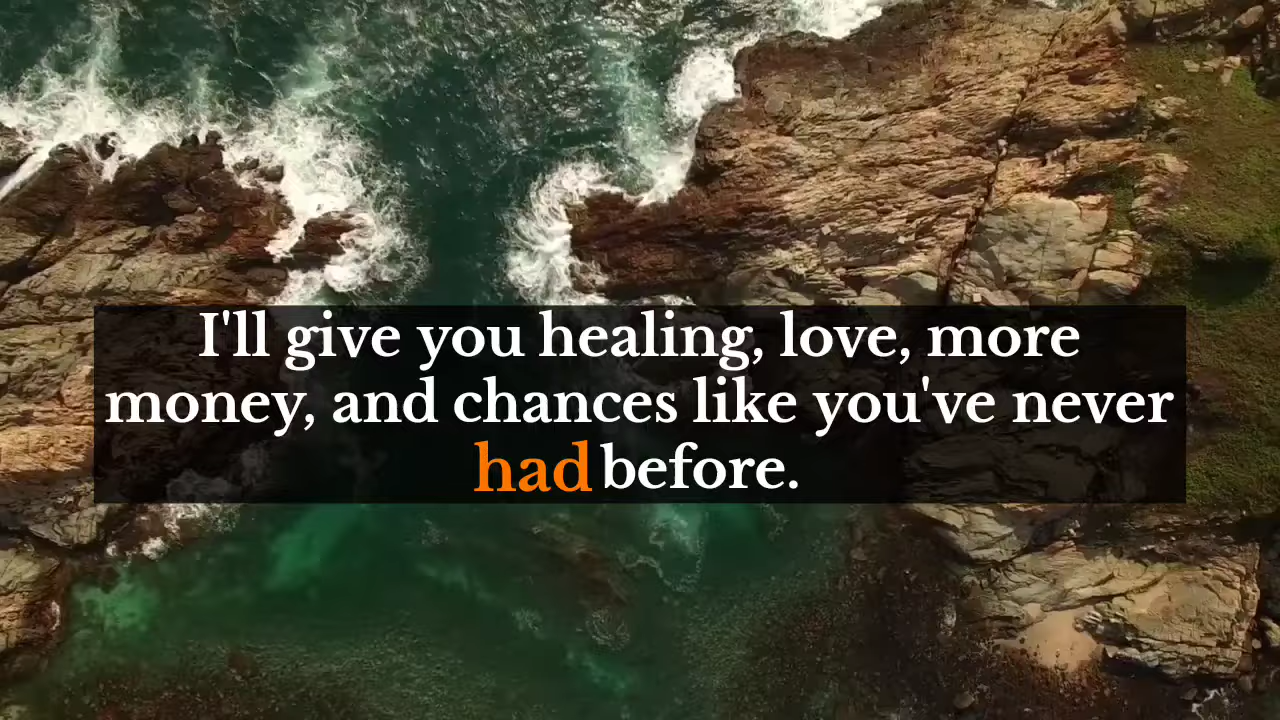 I'll give you healing, love, more
money, and chances like you've never
had before.